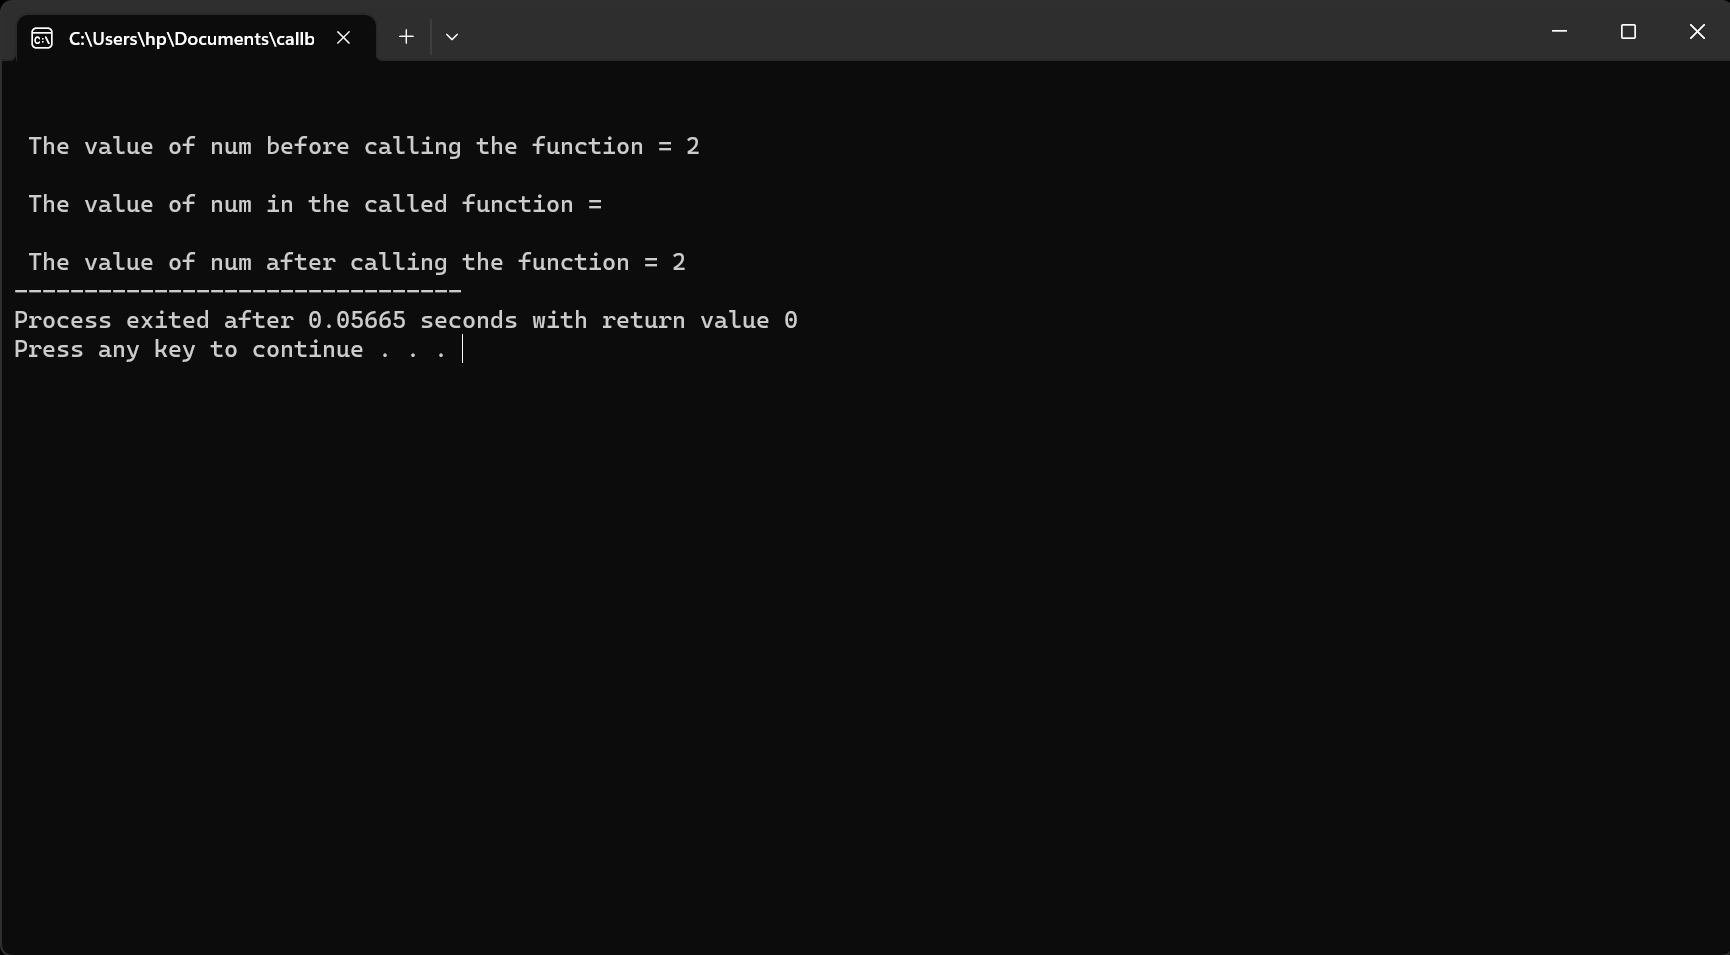 C:\Users\hp\Documents\callb
The value of num before calling the function = 2
The value of num in the called function =
The value of num after calling the function = 2
--------------------------------
Process exited after 0.05665 seconds with return value 0
Press any key to continue . . .